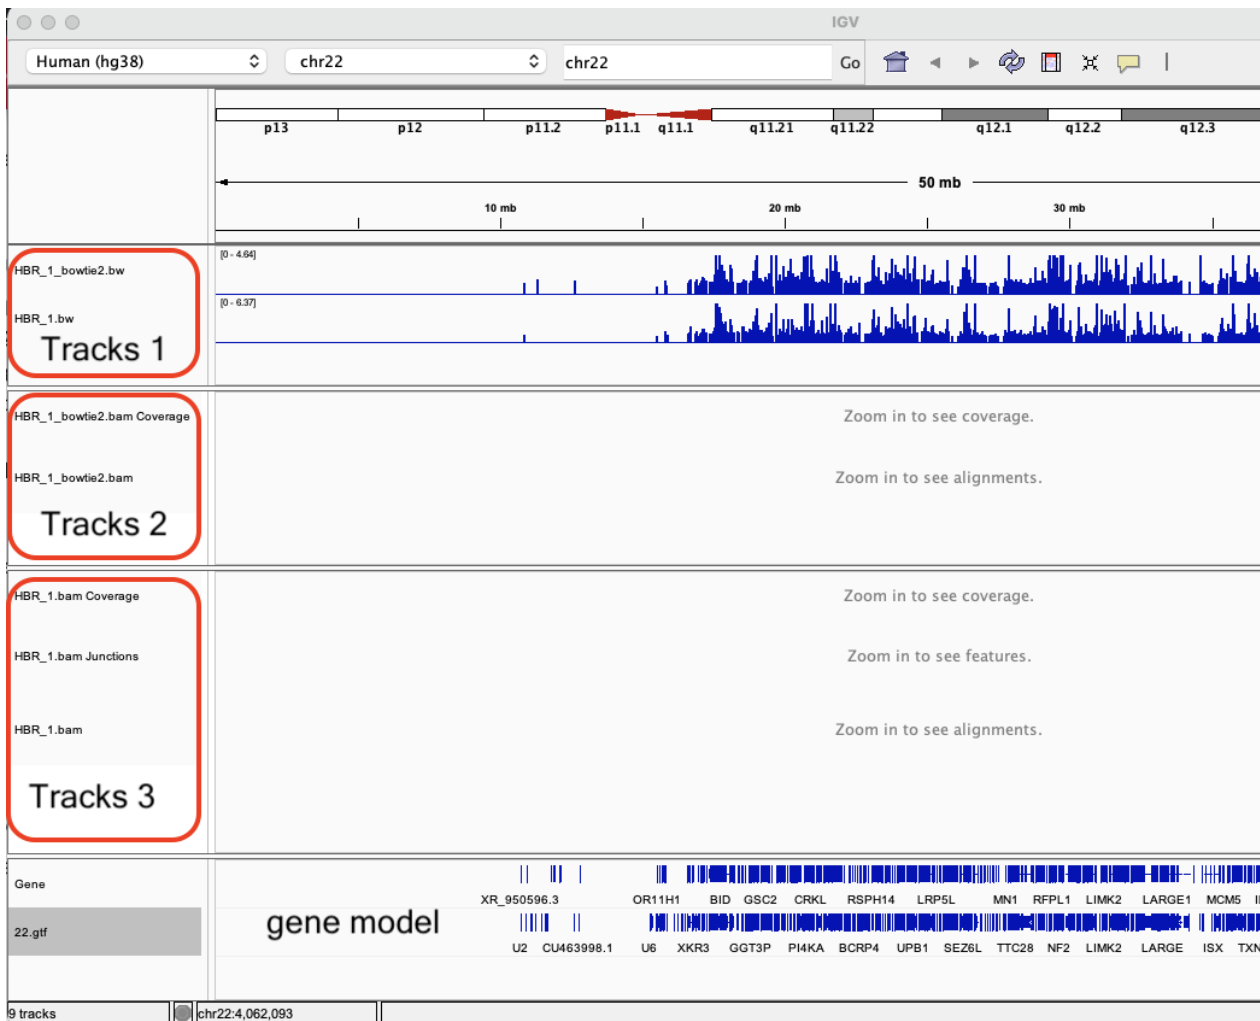 IGV
Human (hg38) chr22 chr22 Go
p13 p12 p11.2 p11.1 q11.1 q11.21 q11.22 q12.1 q12.2 q12.3
50 mb
10 mb 20 mb 30 mb
HBR_1_bowtie2.bw [0 - 4.64]
HBR_1.bw [0 - 6.37]
Tracks 1
HBR_1_bowtie2.bam Coverage Zoom in to see coverage.
HBR_1_bowtie2.bam Zoom in to see alignments.
Tracks 2
HBR_1.bam Coverage Zoom in to see coverage.
HBR_1.bam Junctions Zoom in to see features.
HBR_1.bam Zoom in to see alignments.
Tracks 3
Gene
XR_950596.3 OR11H1 BID GSC2 CRKL RSPH14 LRP5L MN1 RFPL1 LIMK2 LARGE1 MCM5
gene model
22.gtf
U2 CU463998.1 U6 XKR3 GGT3P PI4KA BCRP4 UPB1 SEZ6L TTC28 NF2 LIMK2 LARGE ISX TXN
9 tracks chr22:4,062,093